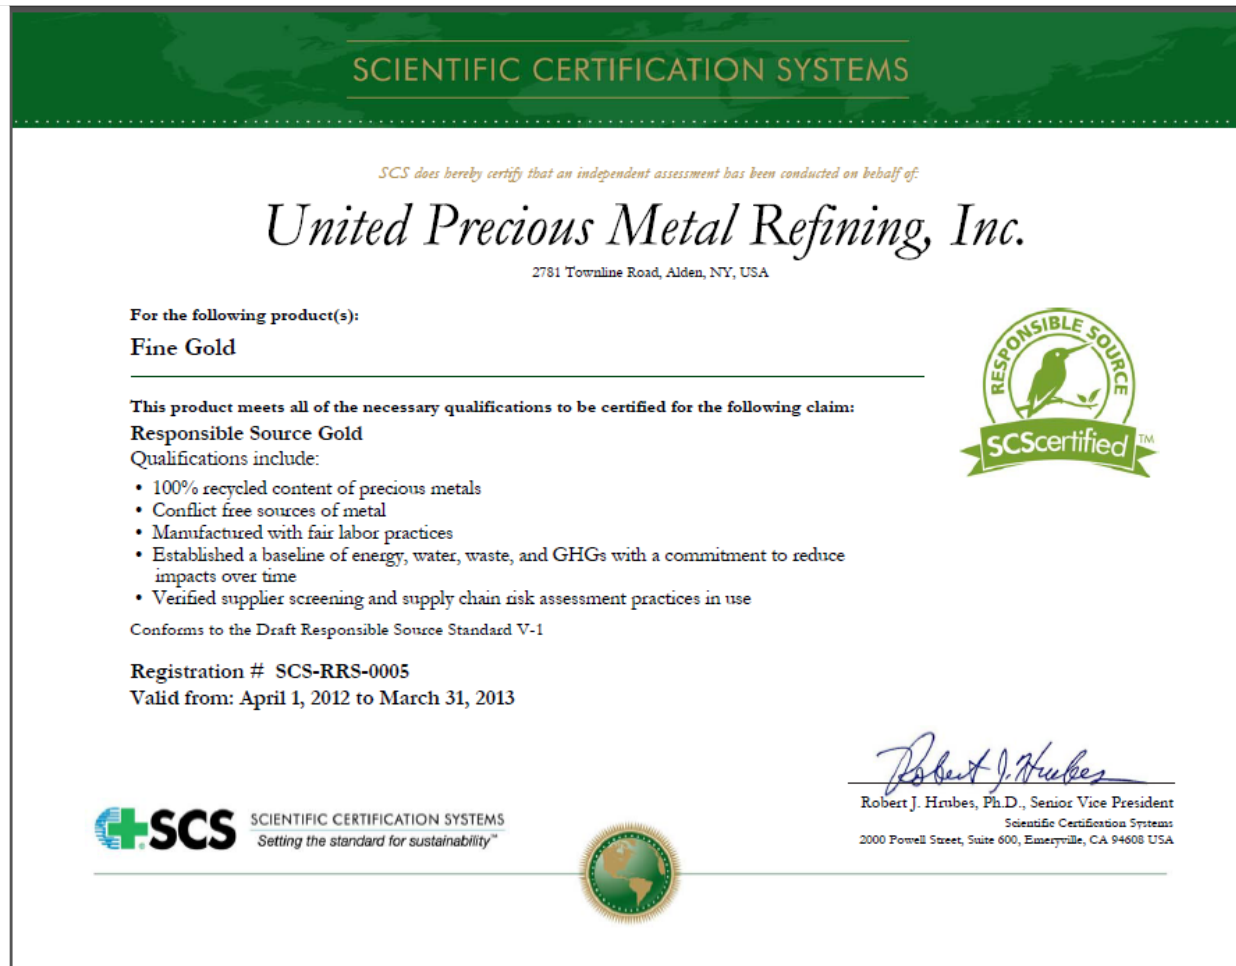 SCIENTIFIC CERTIFICATION SYSTEMS
SCS does hereby certify that an independent assessment has been conducted on behalf of:
United Precious Metal Refining, Inc.
2781 Townline Road, Alden, NY, USA
For the following product(s):
Fine Gold
RESPONSIBLE SOURCE
SCScertified™
This product meets all of the necessary qualifications to be certified for the following claim:
Responsible Source Gold
Qualifications include:
• 100% recycled content of precious metals
• Conflict free sources of metal
• Manufactured with fair labor practices
• Established a baseline of energy, water, waste, and GHGs with a commitment to reduce
impacts over time
• Verified supplier screening and supply chain risk assessment practices in use
Conforms to the Draft Responsible Source Standard V-1
Registration # SCS-RRS-0005
Valid from: April 1, 2012 to March 31, 2013
Robert J. Hrubes
Robert J. Hrubes, Ph.D., Senior Vice President
Scientific Certification Systems
2000 Powell Street, Suite 600, Emeryville, CA 94608 USA
SCS SCIENTIFIC CERTIFICATION SYSTEMS
Setting the standard for sustainability™